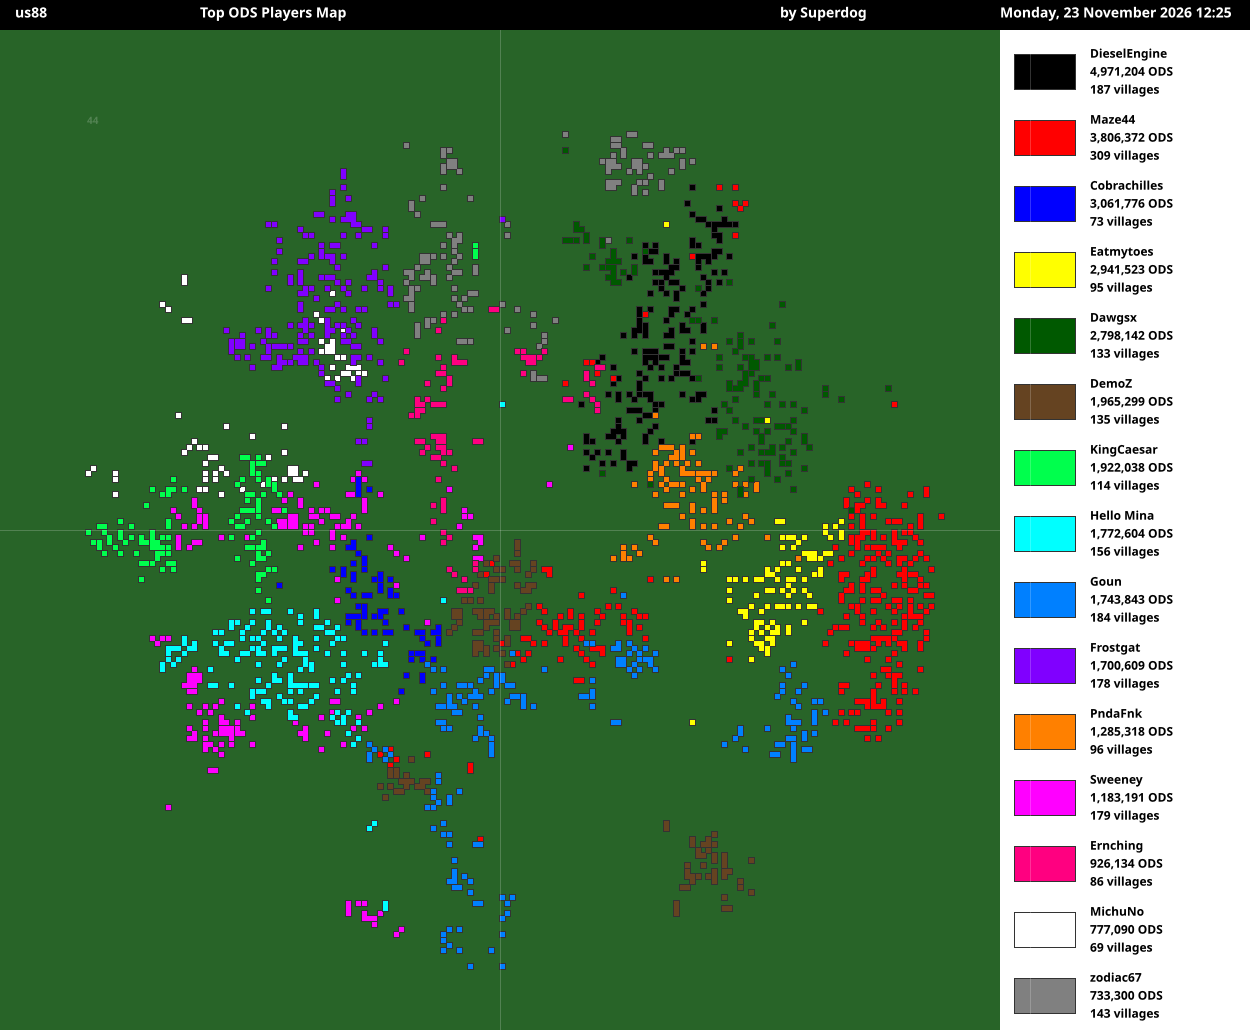 us88 Top ODS Players Map by Superdog Monday, 23 November 2026 12:25
44
DieselEngine
4,971,204 ODS
187 villages
Maze44
3,806,372 ODS
309 villages
Cobrachilles
3,061,776 ODS
73 villages
Eatmytoes
2,941,523 ODS
95 villages
Dawgsx
2,798,142 ODS
133 villages
DemoZ
1,965,299 ODS
135 villages
KingCaesar
1,922,038 ODS
114 villages
Hello Mina
1,772,604 ODS
156 villages
Goun
1,743,843 ODS
184 villages
Frostgat
1,700,609 ODS
178 villages
PndaFnk
1,285,318 ODS
96 villages
Sweeney
1,183,191 ODS
179 villages
Ernching
926,134 ODS
86 villages
MichuNo
777,090 ODS
69 villages
zodiac67
733,300 ODS
143 villages